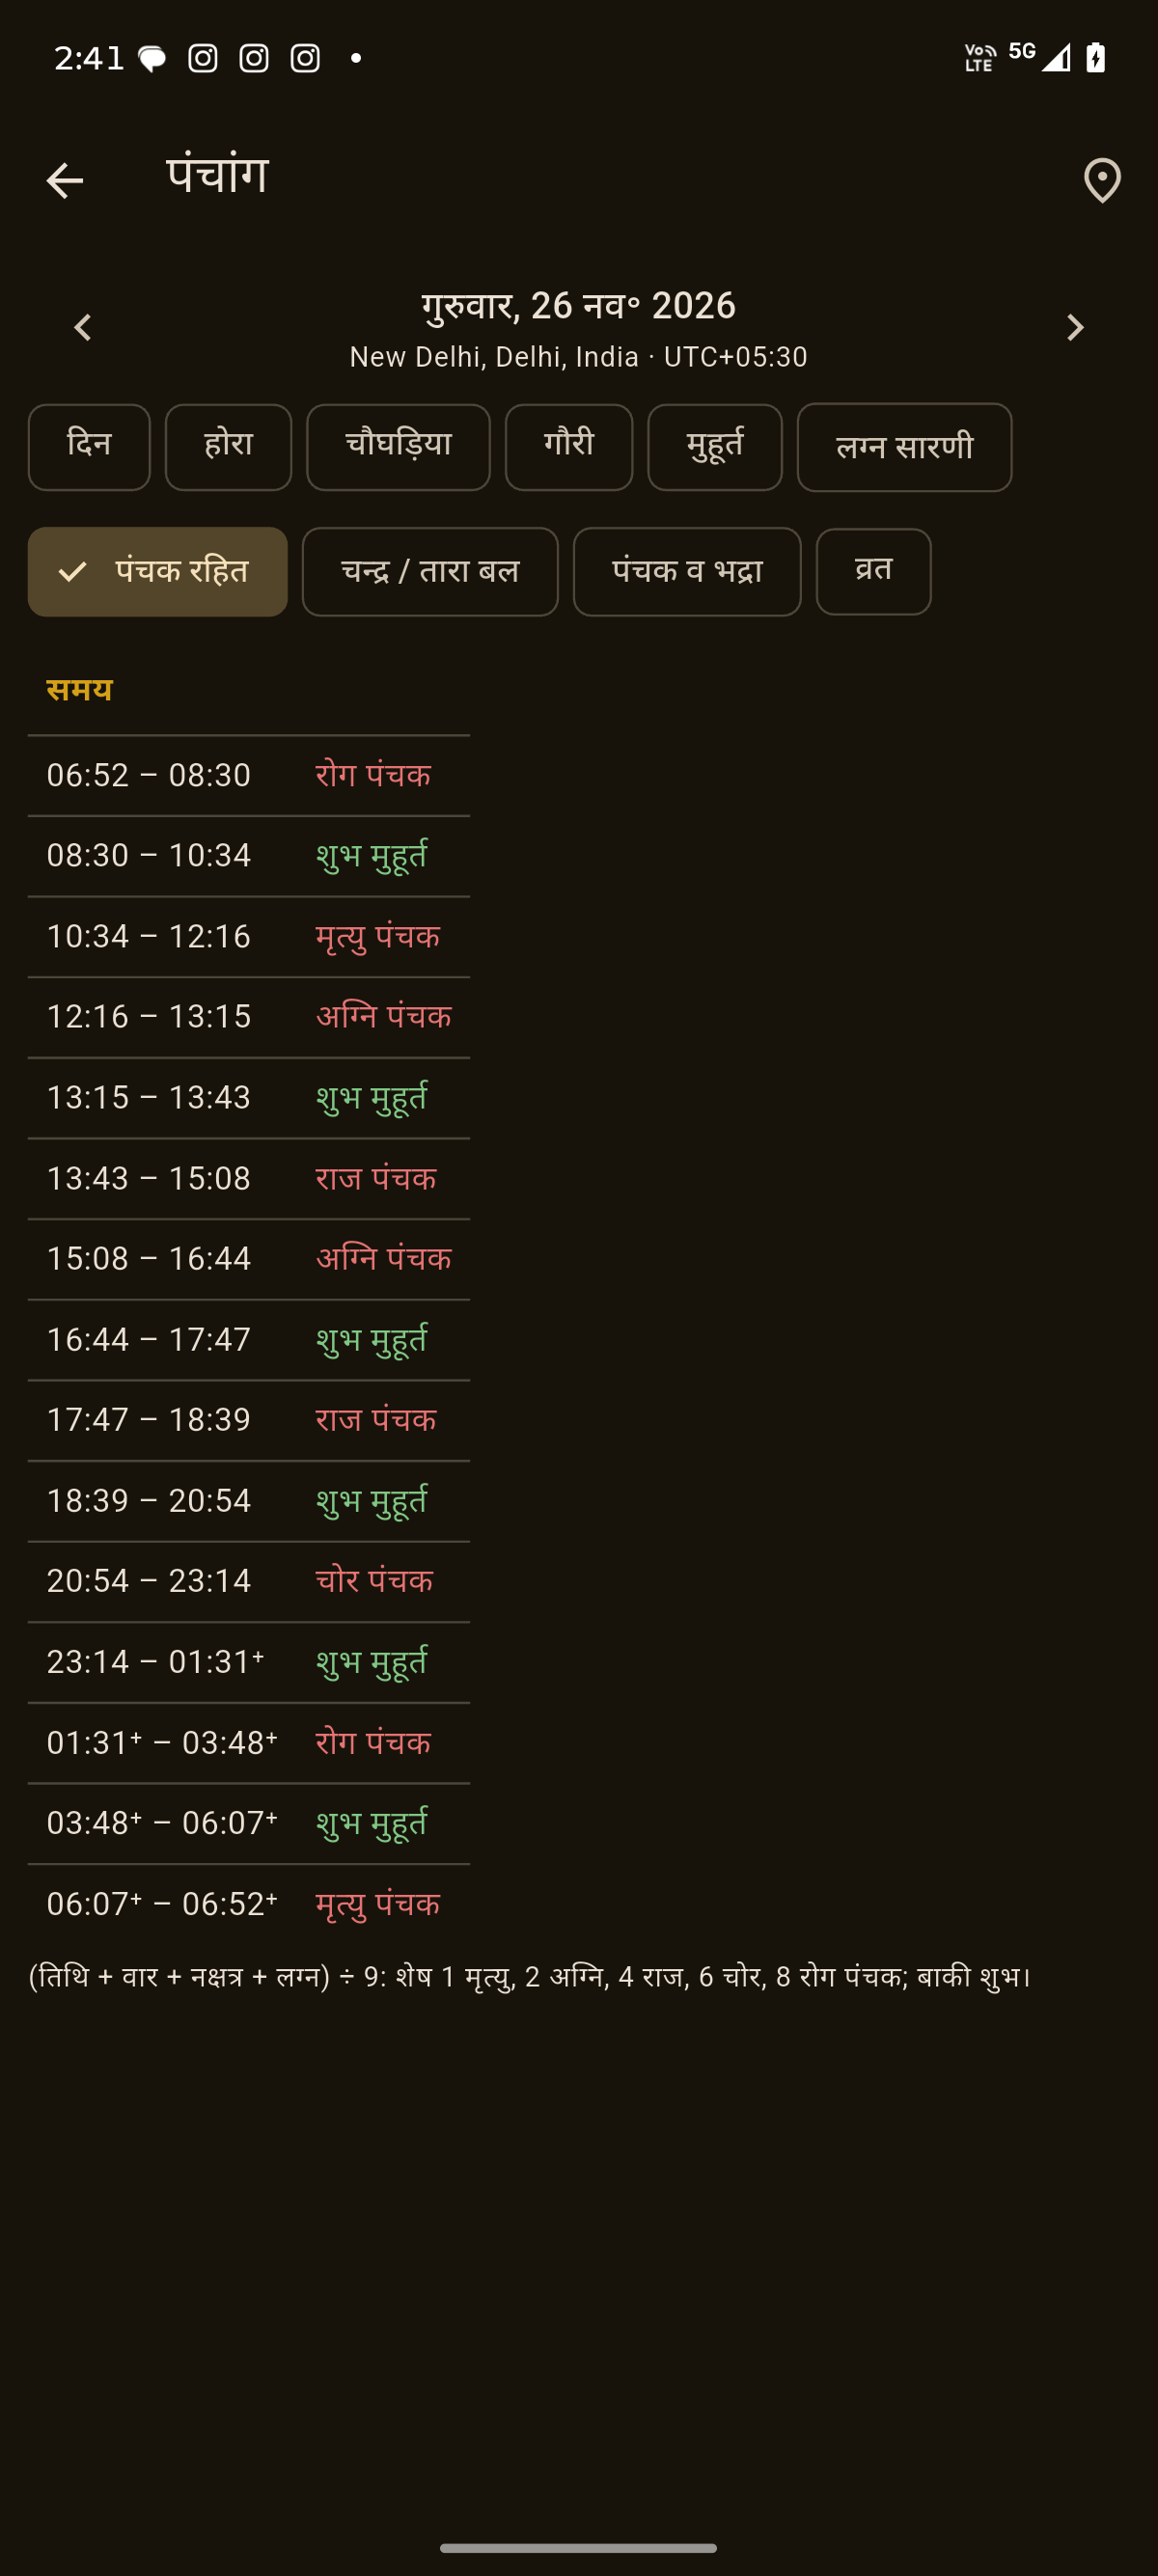 2:41
Vo LTE 5G
पंचांग
गुरुवार, 26 नव॰ 2026
New Delhi, Delhi, India · UTC+05:30
दिन होरा चौघड़िया गौरी मुहूर्त लग्न सारणी
पंचक रहित चन्द्र / तारा बल पंचक व भद्रा व्रत
समय
06:52 – 08:30 रोग पंचक
08:30 – 10:34 शुभ मुहूर्त
10:34 – 12:16 मृत्यु पंचक
12:16 – 13:15 अग्नि पंचक
13:15 – 13:43 शुभ मुहूर्त
13:43 – 15:08 राज पंचक
15:08 – 16:44 अग्नि पंचक
16:44 – 17:47 शुभ मुहूर्त
17:47 – 18:39 राज पंचक
18:39 – 20:54 शुभ मुहूर्त
20:54 – 23:14 चोर पंचक
23:14 – 01:31⁺ शुभ मुहूर्त
01:31⁺ – 03:48⁺ रोग पंचक
03:48⁺ – 06:07⁺ शुभ मुहूर्त
06:07⁺ – 06:52⁺ मृत्यु पंचक
(तिथि + वार + नक्षत्र + लग्न) ÷ 9: शेष 1 मृत्यु, 2 अग्नि, 4 राज, 6 चोर, 8 रोग पंचक; बाकी शुभ।